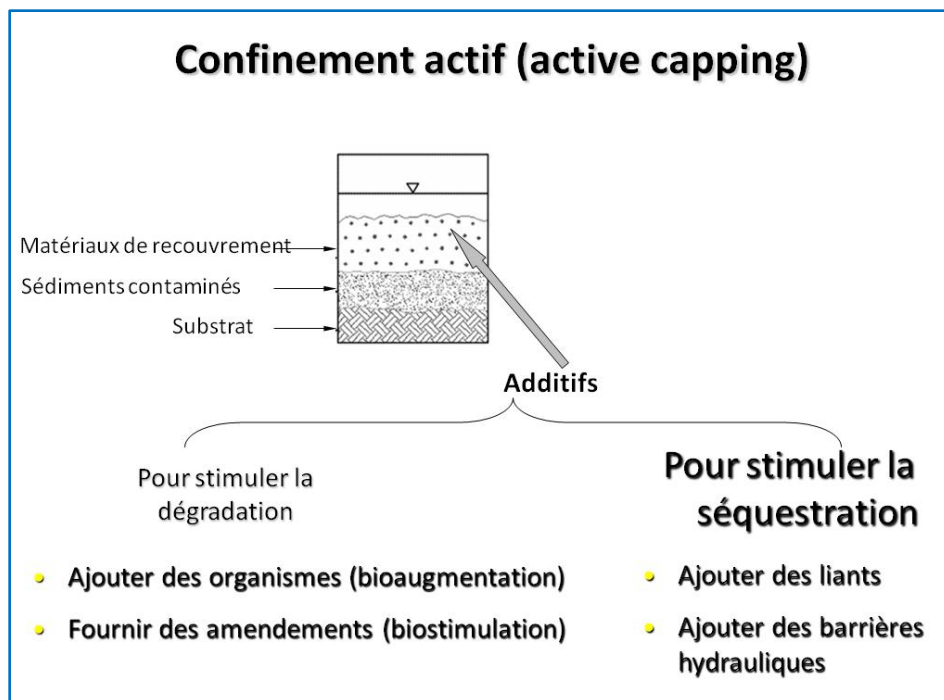 Confinement actif (active capping)
Matériaux de recouvrement
Sédiments contaminés
Substrat
Additifs
Pour stimuler la
dégradation
• Ajouter des organismes (bioaugmentation)
• Fournir des amendements (biostimulation)
Pour stimuler la
séquestration
• Ajouter des liants
• Ajouter des barrières
hydrauliques